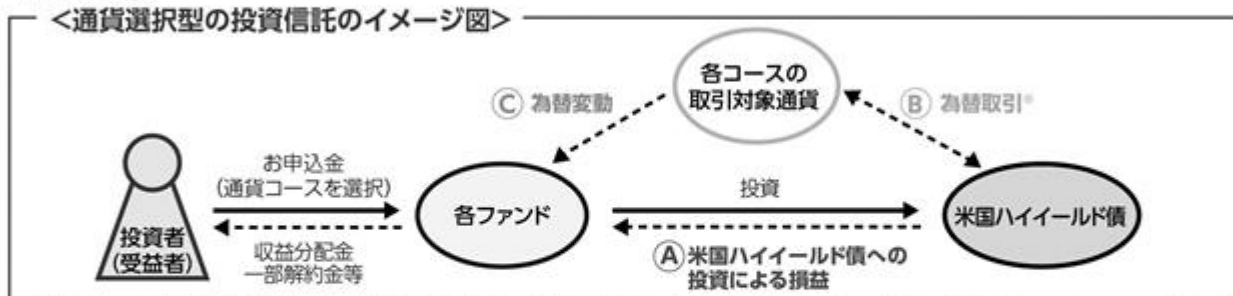 <通貨選択型の投資信託のイメージ図>
各コースの
取引対象通貨
Ⓒ 為替変動
Ⓑ 為替取引※
お申込金
(通貨コースを選択)
投資者
(受益者)
収益分配金
一部解約金等
各ファンド
投資
Ⓐ 米国ハイイールド債への
投資による損益
米国ハイイールド債